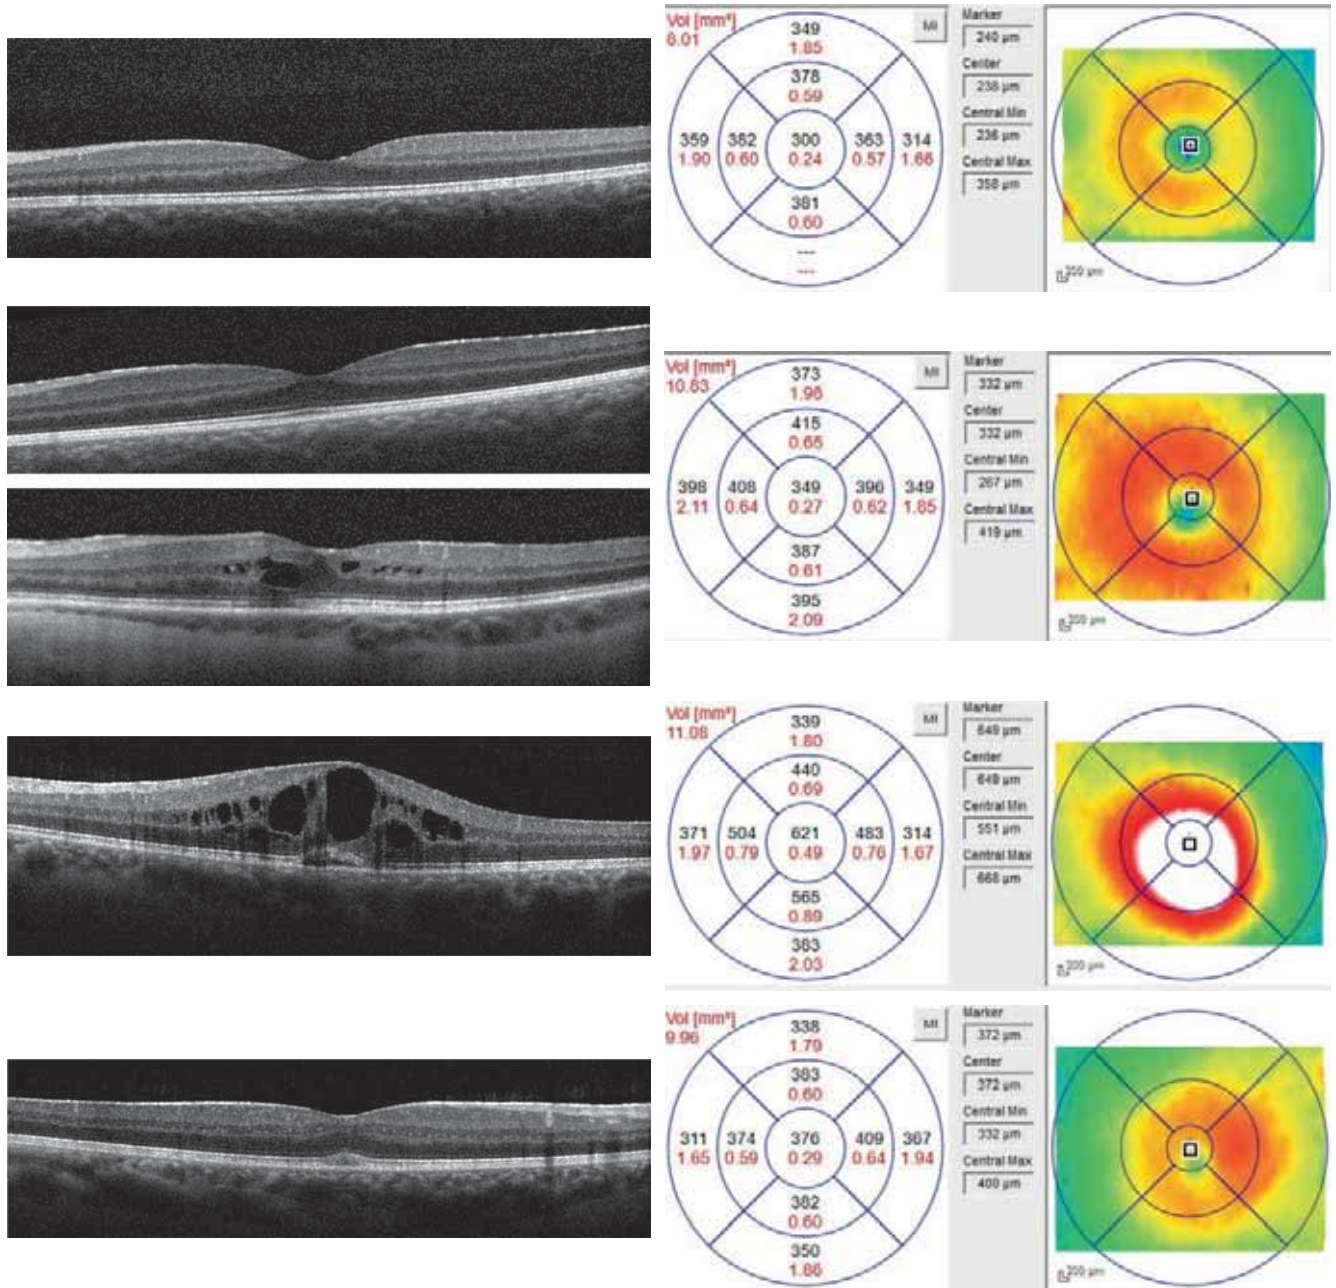 Vol [mm³]
8.01
349
1.85
MI
378
0.59
359 382 300 363 314
1.90 0.60 0.24 0.57 1.66
381
0.60
---
---
Marker
240 µm
Center
238 µm
Central Min
236 µm
Central Max
358 µm
200 µm
Vol [mm³]
10.83
373
MI
415
0.65
398 408 349 396 349
2.11 0.64 0.27 0.62 1.85
387
0.61
395
2.09
Marker
332 µm
Center
332 µm
Central Min
267 µm
Central Max
419 µm
200 µm
Vol [mm³]
11.08
339
1.80
MI
440
0.69
371 504 621 483 314
1.97 0.79 0.49 0.76 1.67
565
0.89
383
2.03
Marker
649 µm
Center
649 µm
Central Min
551 µm
Central Max
668 µm
200 µm
Vol [mm³]
9.96
338
1.79
MI
383
0.60
311 374 376 409 367
1.65 0.59 0.29 0.64 1.94
382
0.60
350
1.86
Marker
372 µm
Center
372 µm
Central Min
332 µm
Central Max
400 µm
200 µm